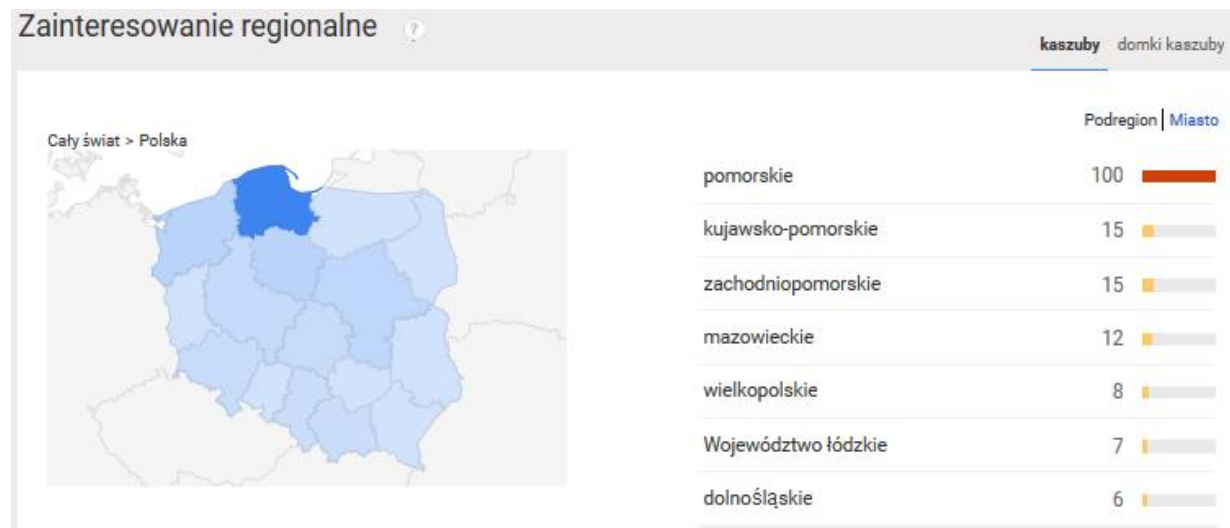 Zainteresowanie regionalne ?
kaszuby domki kaszuby
Podregion | Miasto
Cały świat > Polska
pomorskie 100
kujawsko-pomorskie 15
zachodniopomorskie 15
mazowieckie 12
wielkopolskie 8
Województwo łódzkie 7
dolnośląskie 6